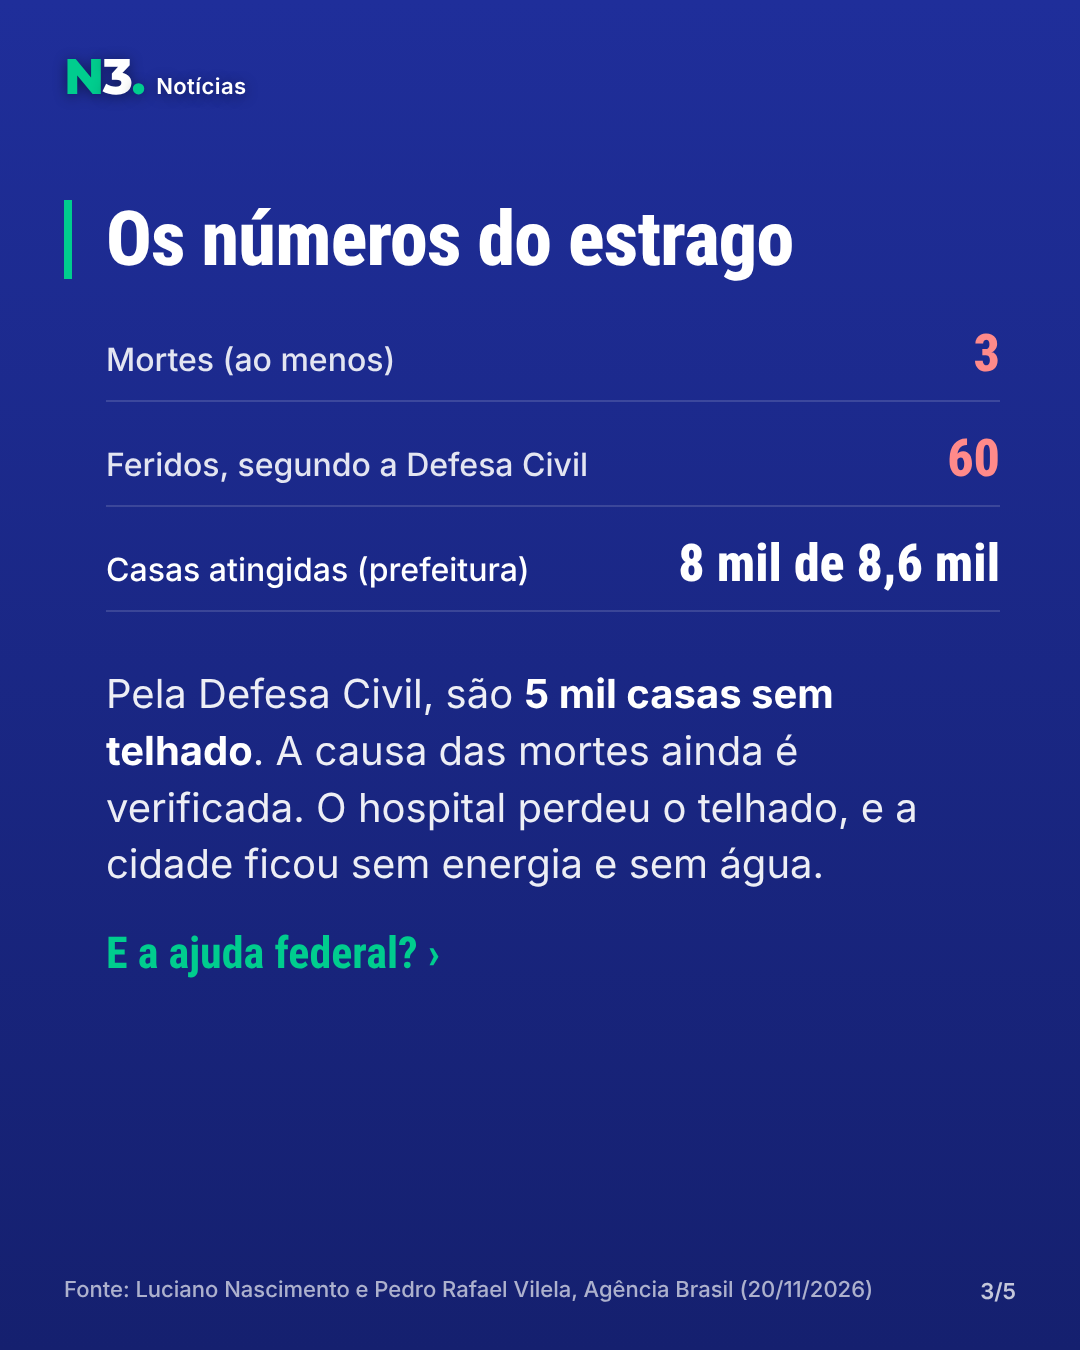 N3. Notícias
Os números do estrago
Mortes (ao menos) 3
Feridos, segundo a Defesa Civil 60
Casas atingidas (prefeitura) 8 mil de 8,6 mil
Pela Defesa Civil, são 5 mil casas sem
telhado. A causa das mortes ainda é
verificada. O hospital perdeu o telhado, e a
cidade ficou sem energia e sem água.
E a ajuda federal? ›
Fonte: Luciano Nascimento e Pedro Rafael Vilela, Agência Brasil (20/11/2026) 3/5